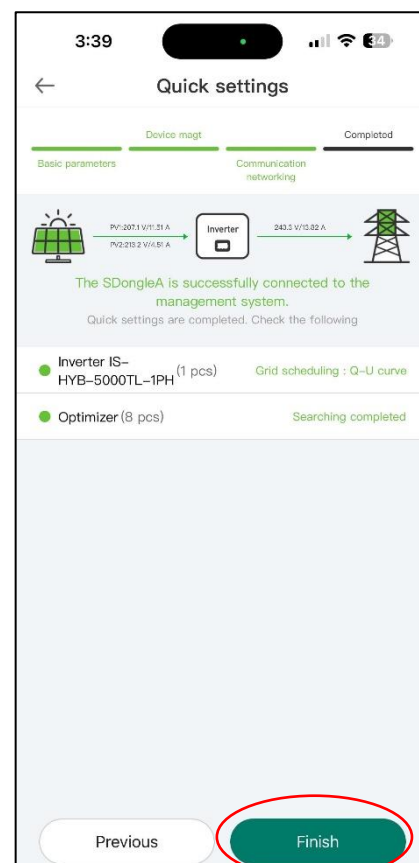 3:39
34
Quick settings
Device magt
Completed
Basic parameters
Communication
networking
PV1:207.1 V/11.31 A
PV2:213.2 V/4.51 A
Inverter
243.3 V/13.82 A
The SDongleA is successfully connected to the
management system.
Quick settings are completed. Check the following
Inverter IS-
HYB-5000TL-1PH (1 pcs)
Grid scheduling : Q-U curve
Optimizer (8 pcs)
Searching completed
Previous
Finish